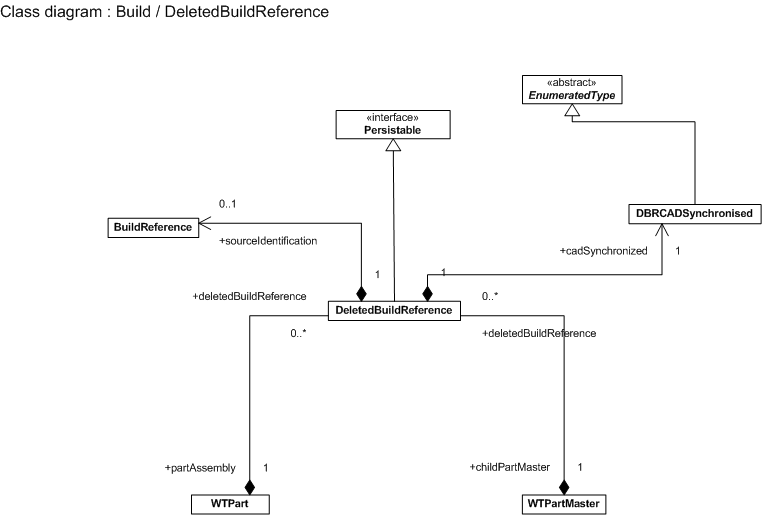 Class diagram : Build / DeletedBuildReference
«abstract»
EnumeratedType
«interface»
Persistable
0..1
DBRCADSynchronised
BuildReference
+sourceIdentification
+cadSynchronized
1
1
1
+deletedBuildReference
0..*
DeletedBuildReference
0..*
+deletedBuildReference
+partAssembly
1
+childPartMaster
1
WTPart
WTPartMaster